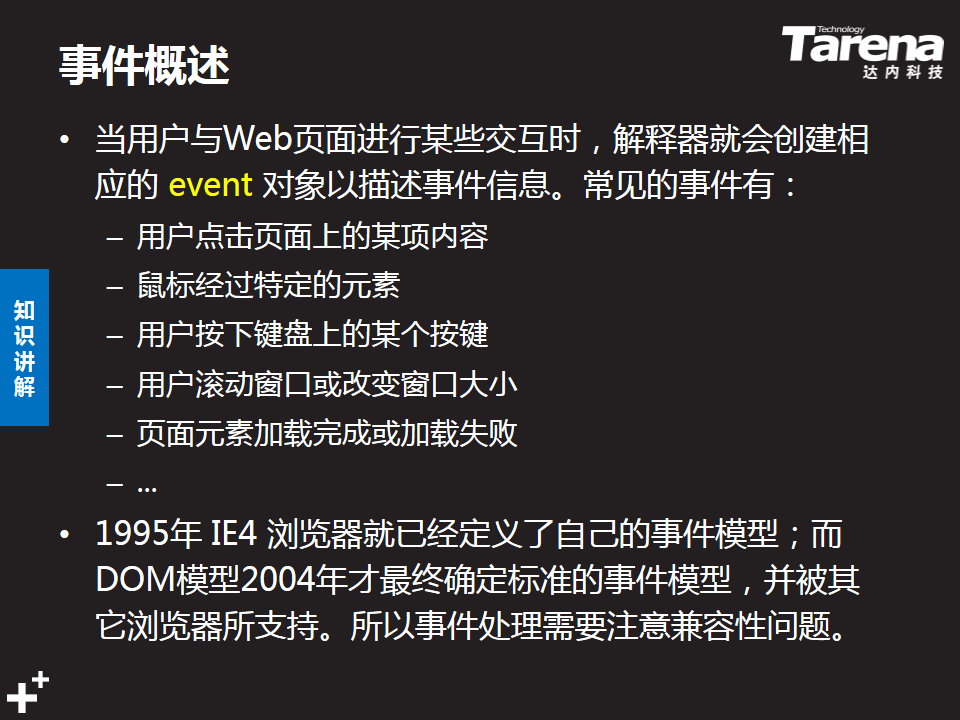 Technology
Tarena
达内科技
事件概述
• 当用户与Web页面进行某些交互时，解释器就会创建相
应的 event 对象以描述事件信息。常见的事件有：
– 用户点击页面上的某项内容
– 鼠标经过特定的元素
– 用户按下键盘上的某个按键
– 用户滚动窗口或改变窗口大小
– 页面元素加载完成或加载失败
– ...
• 1995年 IE4 浏览器就已经定义了自己的事件模型；而
DOM模型2004年才最终确定标准的事件模型，并被其
它浏览器所支持。所以事件处理需要注意兼容性问题。
知
识
讲
解